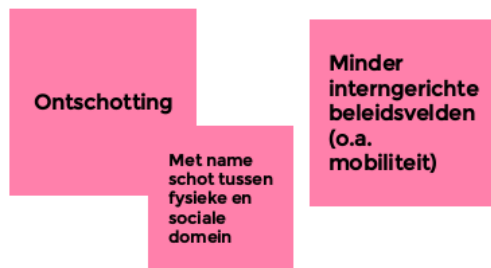 Ontschotting
Met name
schot tussen
fysieke en
sociale
domein
Minder
interngerichte
beleidsvelden
(o.a.
mobiliteit)